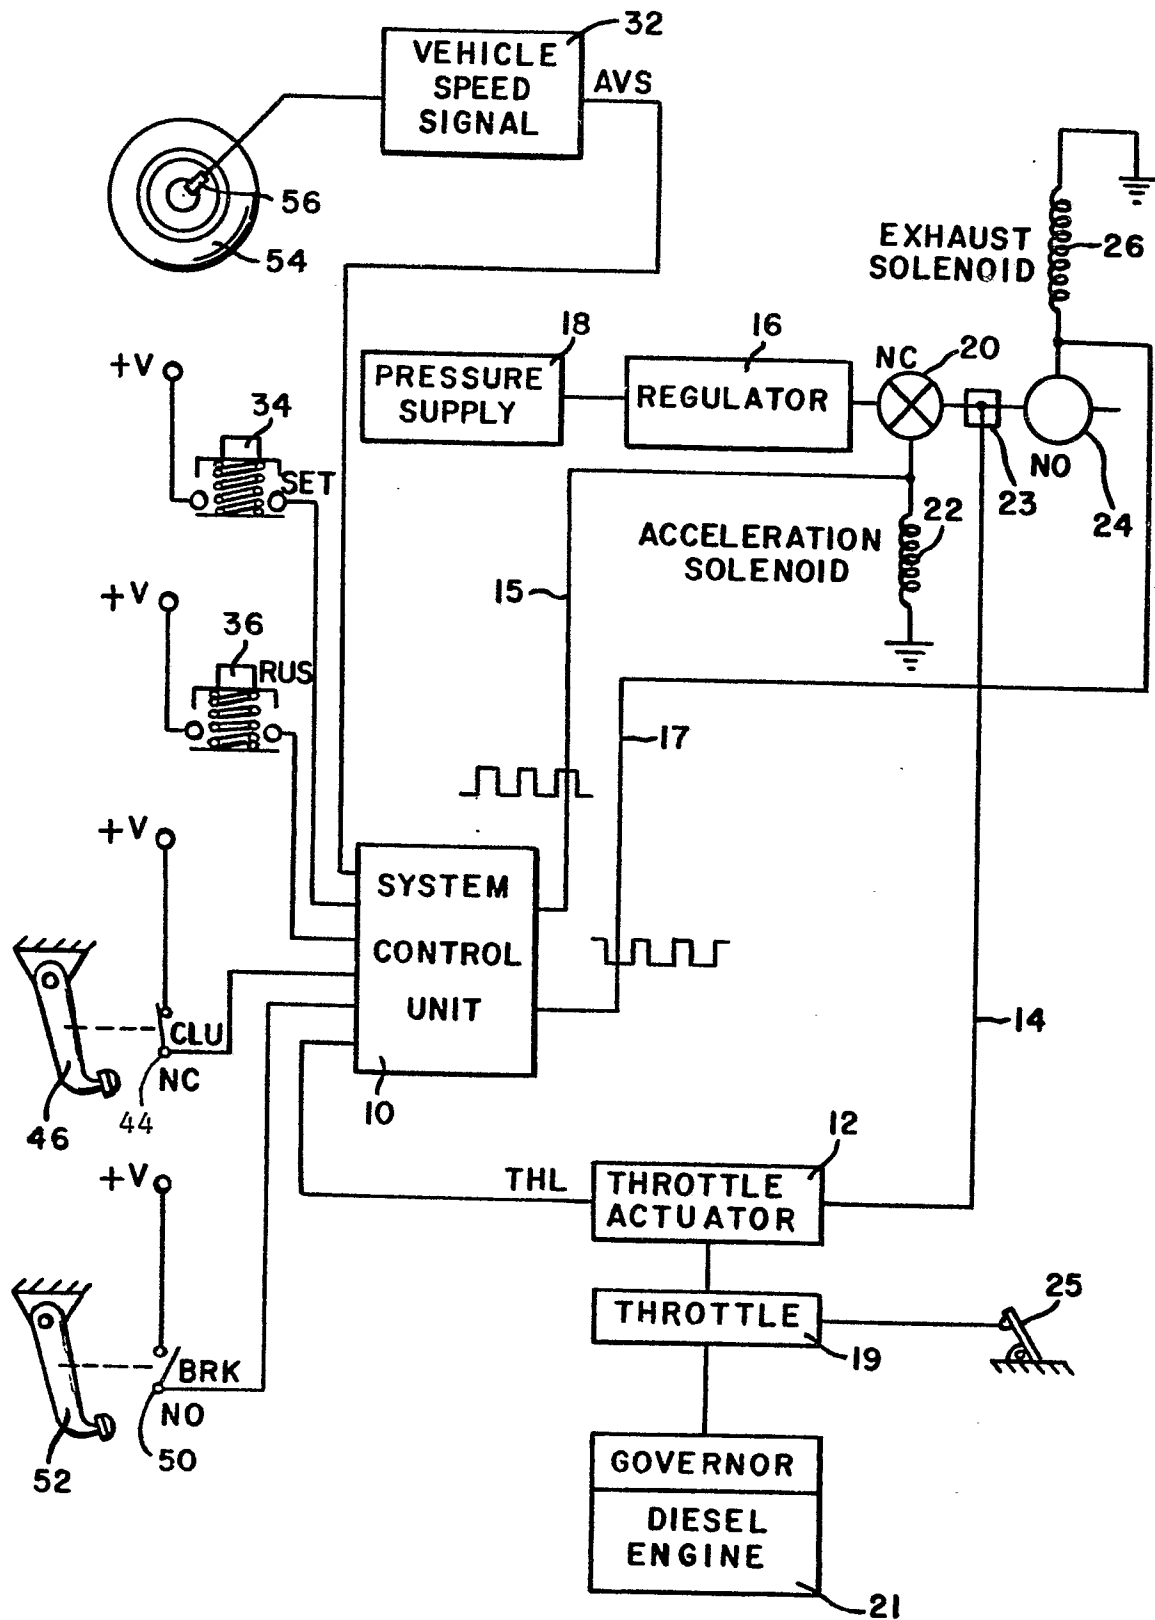 32
VEHICLE
SPEED
SIGNAL
AVS
56
54
EXHAUST
SOLENOID
26
18
16
NC
20
+V
PRESSURE
SUPPLY
REGULATOR
34
SET
NO
23
24
22
ACCELERATION
SOLENOID
15
+V
36
RUS
17
+V
SYSTEM
CONTROL
UNIT
10
14
CLU
NC
46
44
12
+V
THL
THROTTLE
ACTUATOR
25
THROTTLE
19
BRK
NO
50
52
GOVERNOR
DIESEL
ENGINE
21